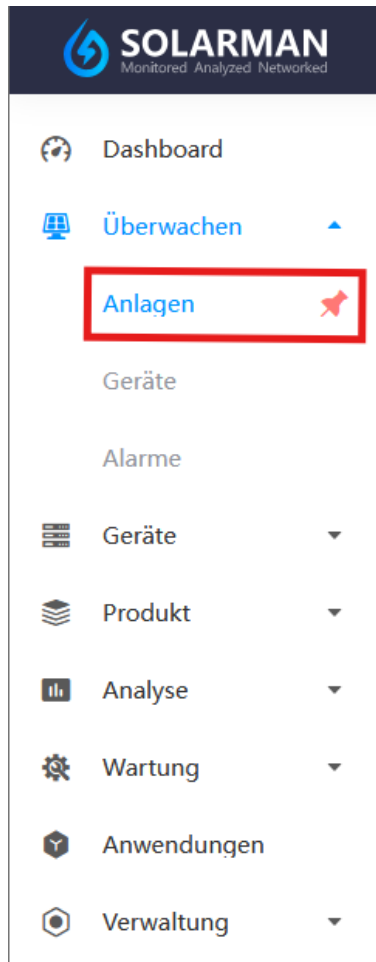 SOLARMAN
Monitored Analyzed Networked
Dashboard
Überwachen
Anlagen
Geräte
Alarme
Geräte
Produkt
Analyse
Wartung
Anwendungen
Verwaltung